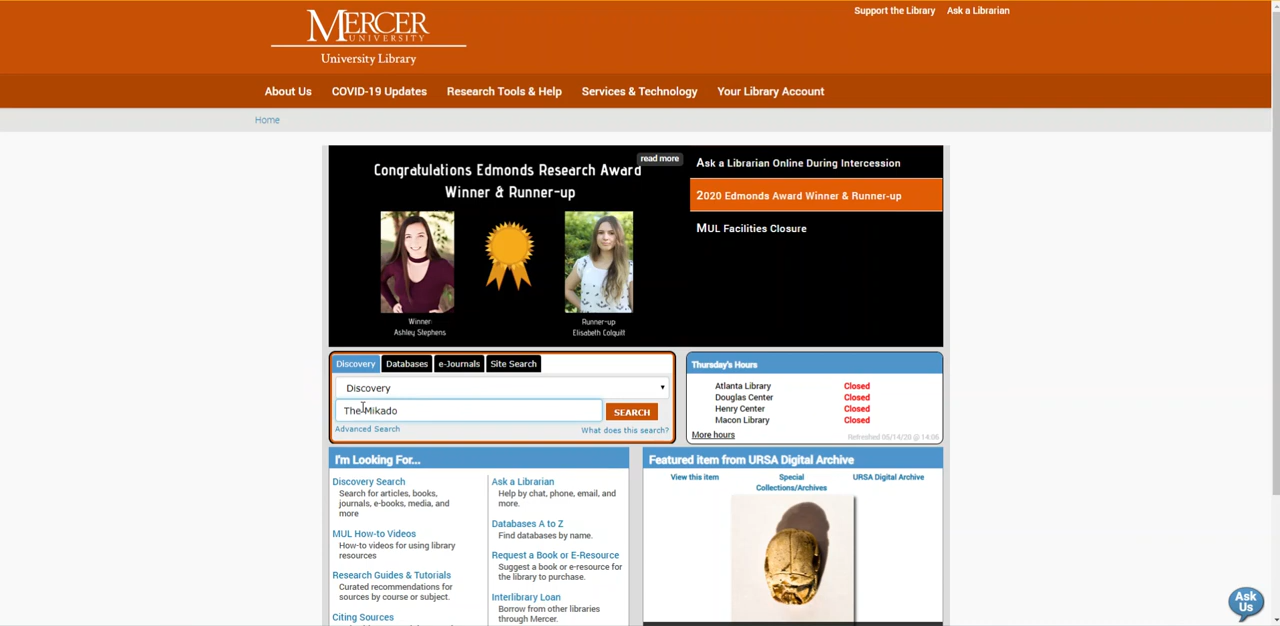 MERCER
UNIVERSITY
University Library
Support the Library
Ask a Librarian
About Us
COVID-19 Updates
Research Tools & Help
Services & Technology
Your Library Account
Home
Congratulations Edmonds Research Award
Winner & Runner-up
read more
Winner:
Ashley Stephens
Runner-up
Elisabeth Colquitt
Ask a Librarian Online During Intercession
2020 Edmonds Award Winner & Runner-up
MUL Facilities Closure
Discovery
Databases
e-Journals
Site Search
Discovery
The Mikado
SEARCH
Advanced Search
What does this search?
Thursday's Hours
Atlanta Library Closed
Douglas Center Closed
Henry Center Closed
Macon Library Closed
More hours
Refreshed 05/14/20 @ 14:06
I'm Looking For...
Discovery Search
Search for articles, books,
journals, e-books, media, and
more
MUL How-to Videos
How-to videos for using library
resources
Research Guides & Tutorials
Curated recommendations for
sources by course or subject.
Citing Sources
Ask a Librarian
Help by chat, phone, email, and
more.
Databases A to Z
Find databases by name.
Request a Book or E-Resource
Suggest a book or e-resource for
the library to purchase.
Interlibrary Loan
Borrow from other libraries
through Mercer.
Featured item from URSA Digital Archive
View this item
Special
Collections/Archives
URSA Digital Archive
Ask
Us